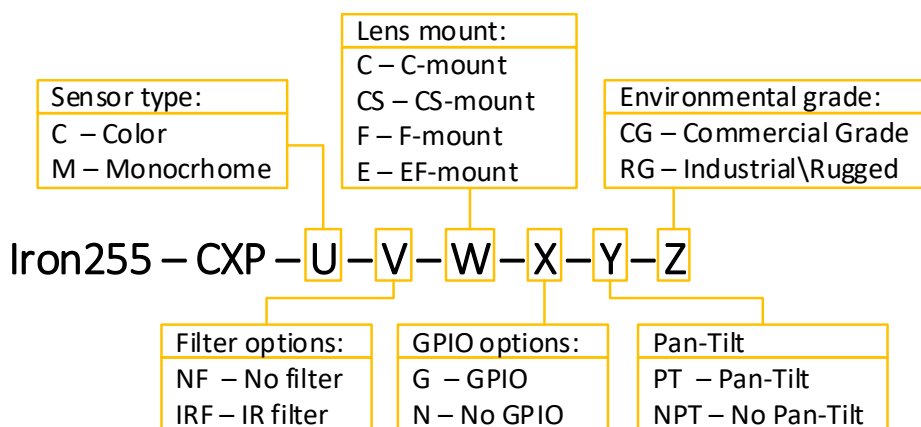 Lens mount:
C – C-mount
CS – CS-mount
F – F-mount
E – EF-mount
Sensor type:
C – Color
M – Monocrhome
Environmental grade:
CG – Commercial Grade
RG – Industrial\Rugged
Iron255 – CXP – U – V – W – X – Y – Z
Filter options:
NF – No filter
IRF – IR filter
GPIO options:
G – GPIO
N – No GPIO
Pan-Tilt
PT – Pan-Tilt
NPT – No Pan-Tilt